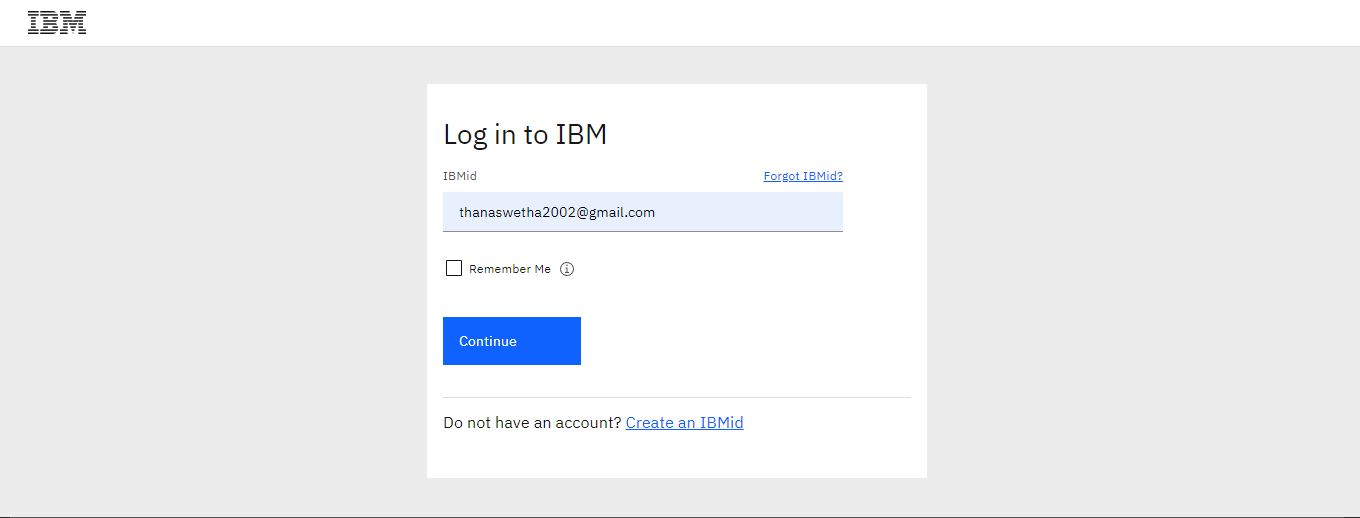 IBM
Log in to IBM
IBMid Forgot IBMid?
thanaswetha2002@gmail.com
Remember Me
Continue
Do not have an account? Create an IBMid